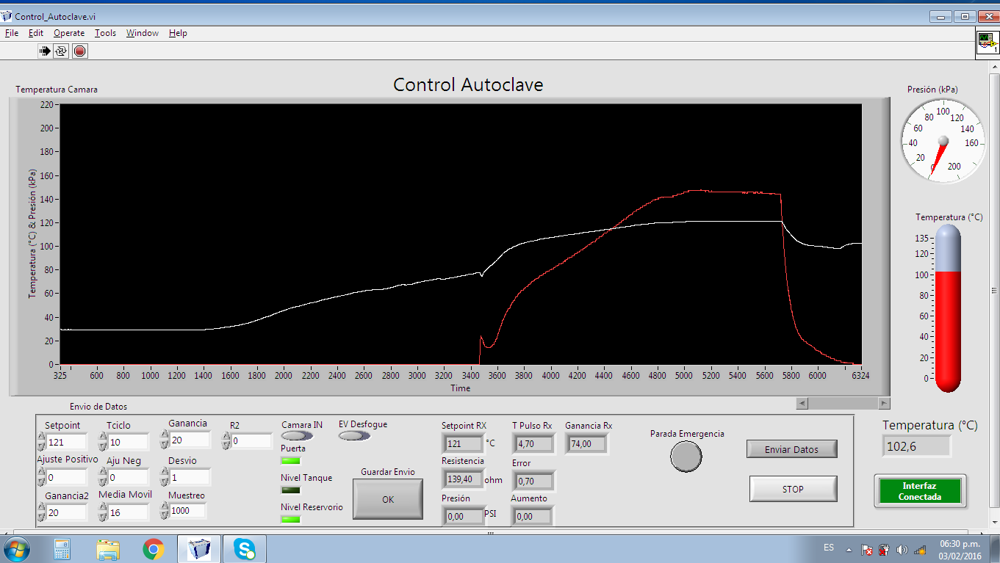 Control_Autoclave.vi
File Edit Operate Tools Window Help
1
Control Autoclave
Temperatura Camara
Presión (kPa)
220
200
180
160
140
120
100
80
60
40
20
0
Temperatura (°C) & Presión (kPa)
325 600 800 1000 1200 1400 1600 1800 2000 2200 2400 2600 2800 3000 3200 3400 3600 3800 4000 4200 4400 4600 4800 5000 5200 5400 5600 5800 6000 6324
Time
0 20 40 60 80 100 120 140 160 200
Temperatura (°C)
135
120
100
80
60
40
20
0
Envio de Datos
Setpoint Tciclo Ganancia R2 Camara IN EV Desfogue Setpoint RX T Pulso Rx Ganancia Rx
121 10 20 0 121 °C 4,70 74,00
Parada Emergencia
Enviar Datos
Temperatura (°C)
102,6
Puerta
Ajuste Positivo Aju Neg Desvio Resistencia Error
0 0 1 139,40 ohm 0,70
Nivel Tanque
Guardar Envio
OK
STOP
Interfaz
Conectada
Ganancia2 Media Movil Muestreo Nivel Reservorio Presión Aumento
20 16 1000 0,00 PSI 0,00
ES
06:30 p.m.
03/02/2016